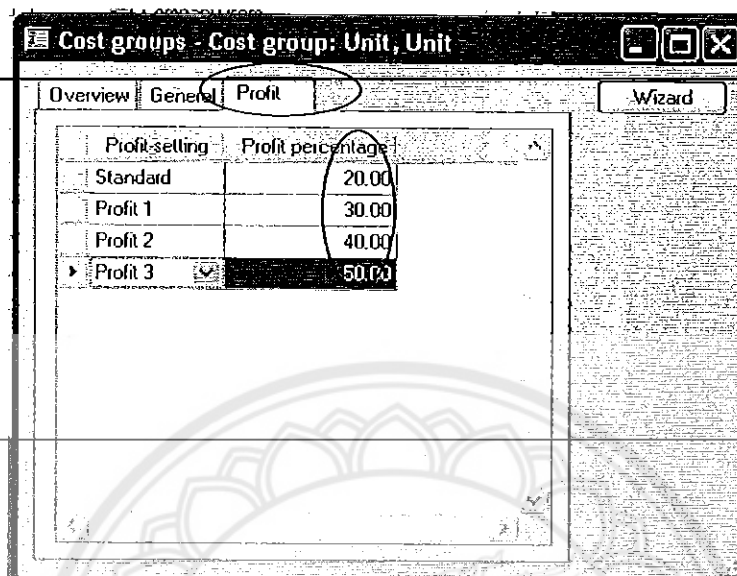 Cost groups - Cost group: Unit, Unit
Overview General Profit Wizard
Profit-setting Profit percentage
Standard 20.00
Profit 1 30.00
Profit 2 40.00
Profit 3 50.00